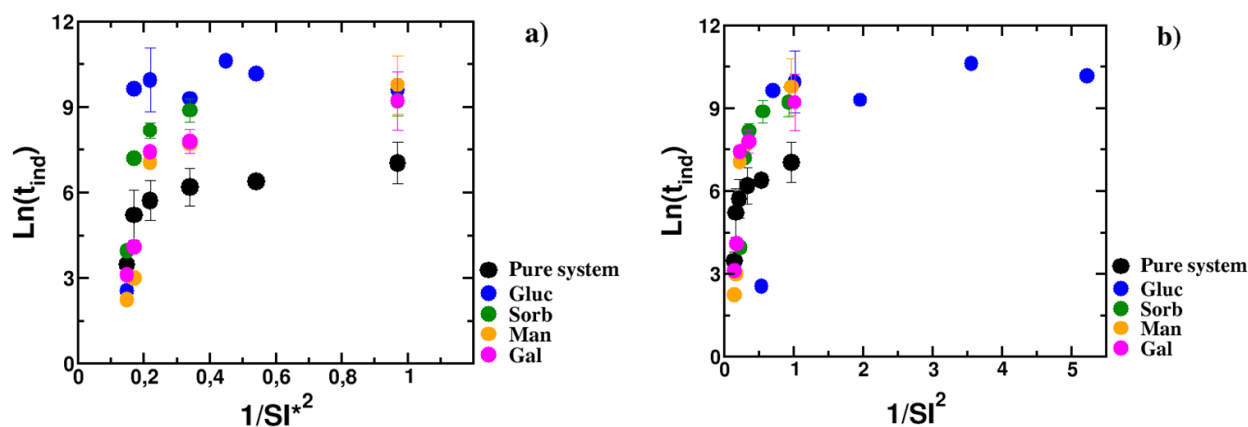 a)
12
9
6
3
0
Ln(t_ind)
0
0,2
0,4
0,6
0,8
1
1/SI*²
Pure system
Gluc
Sorb
Man
Gal
b)
12
9
6
3
0
Ln(t_ind)
0
1
2
3
4
5
1/SI²
Pure system
Gluc
Sorb
Man
Gal